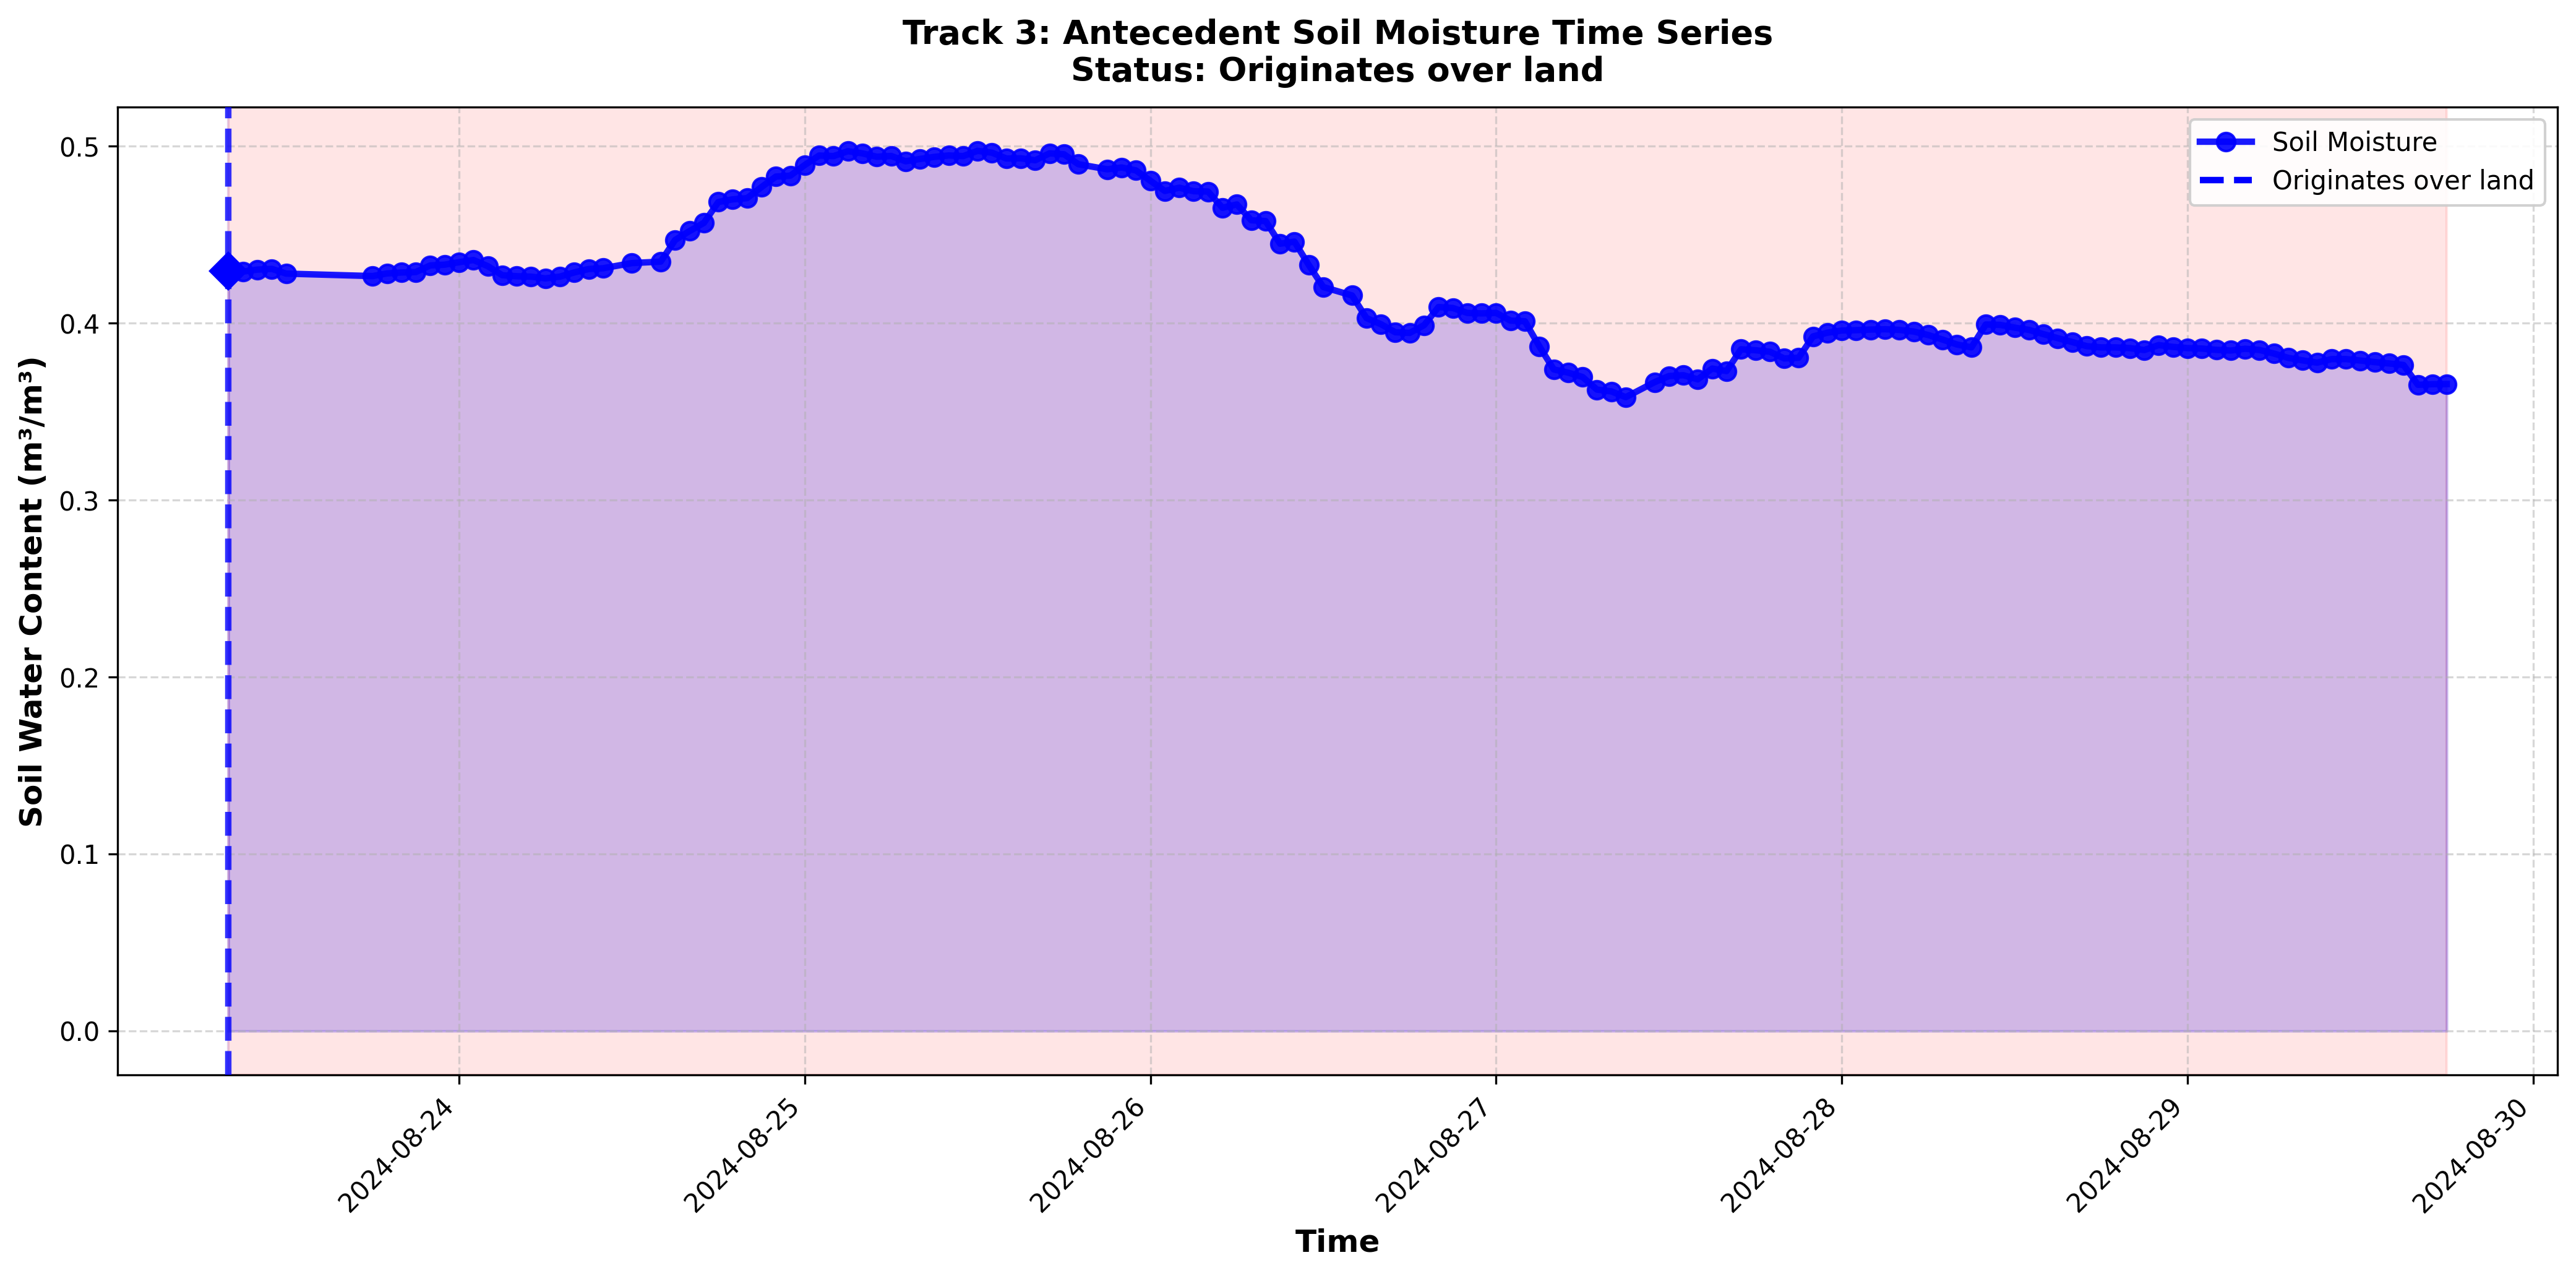 Track 3: Antecedent Soil Moisture Time Series
Status: Originates over land
Soil Moisture
Originates over land
Soil Water Content (m³/m³)
0.5
0.4
0.3
0.2
0.1
0.0
2024-08-24
2024-08-25
2024-08-26
2024-08-27
2024-08-28
2024-08-29
2024-08-30
Time